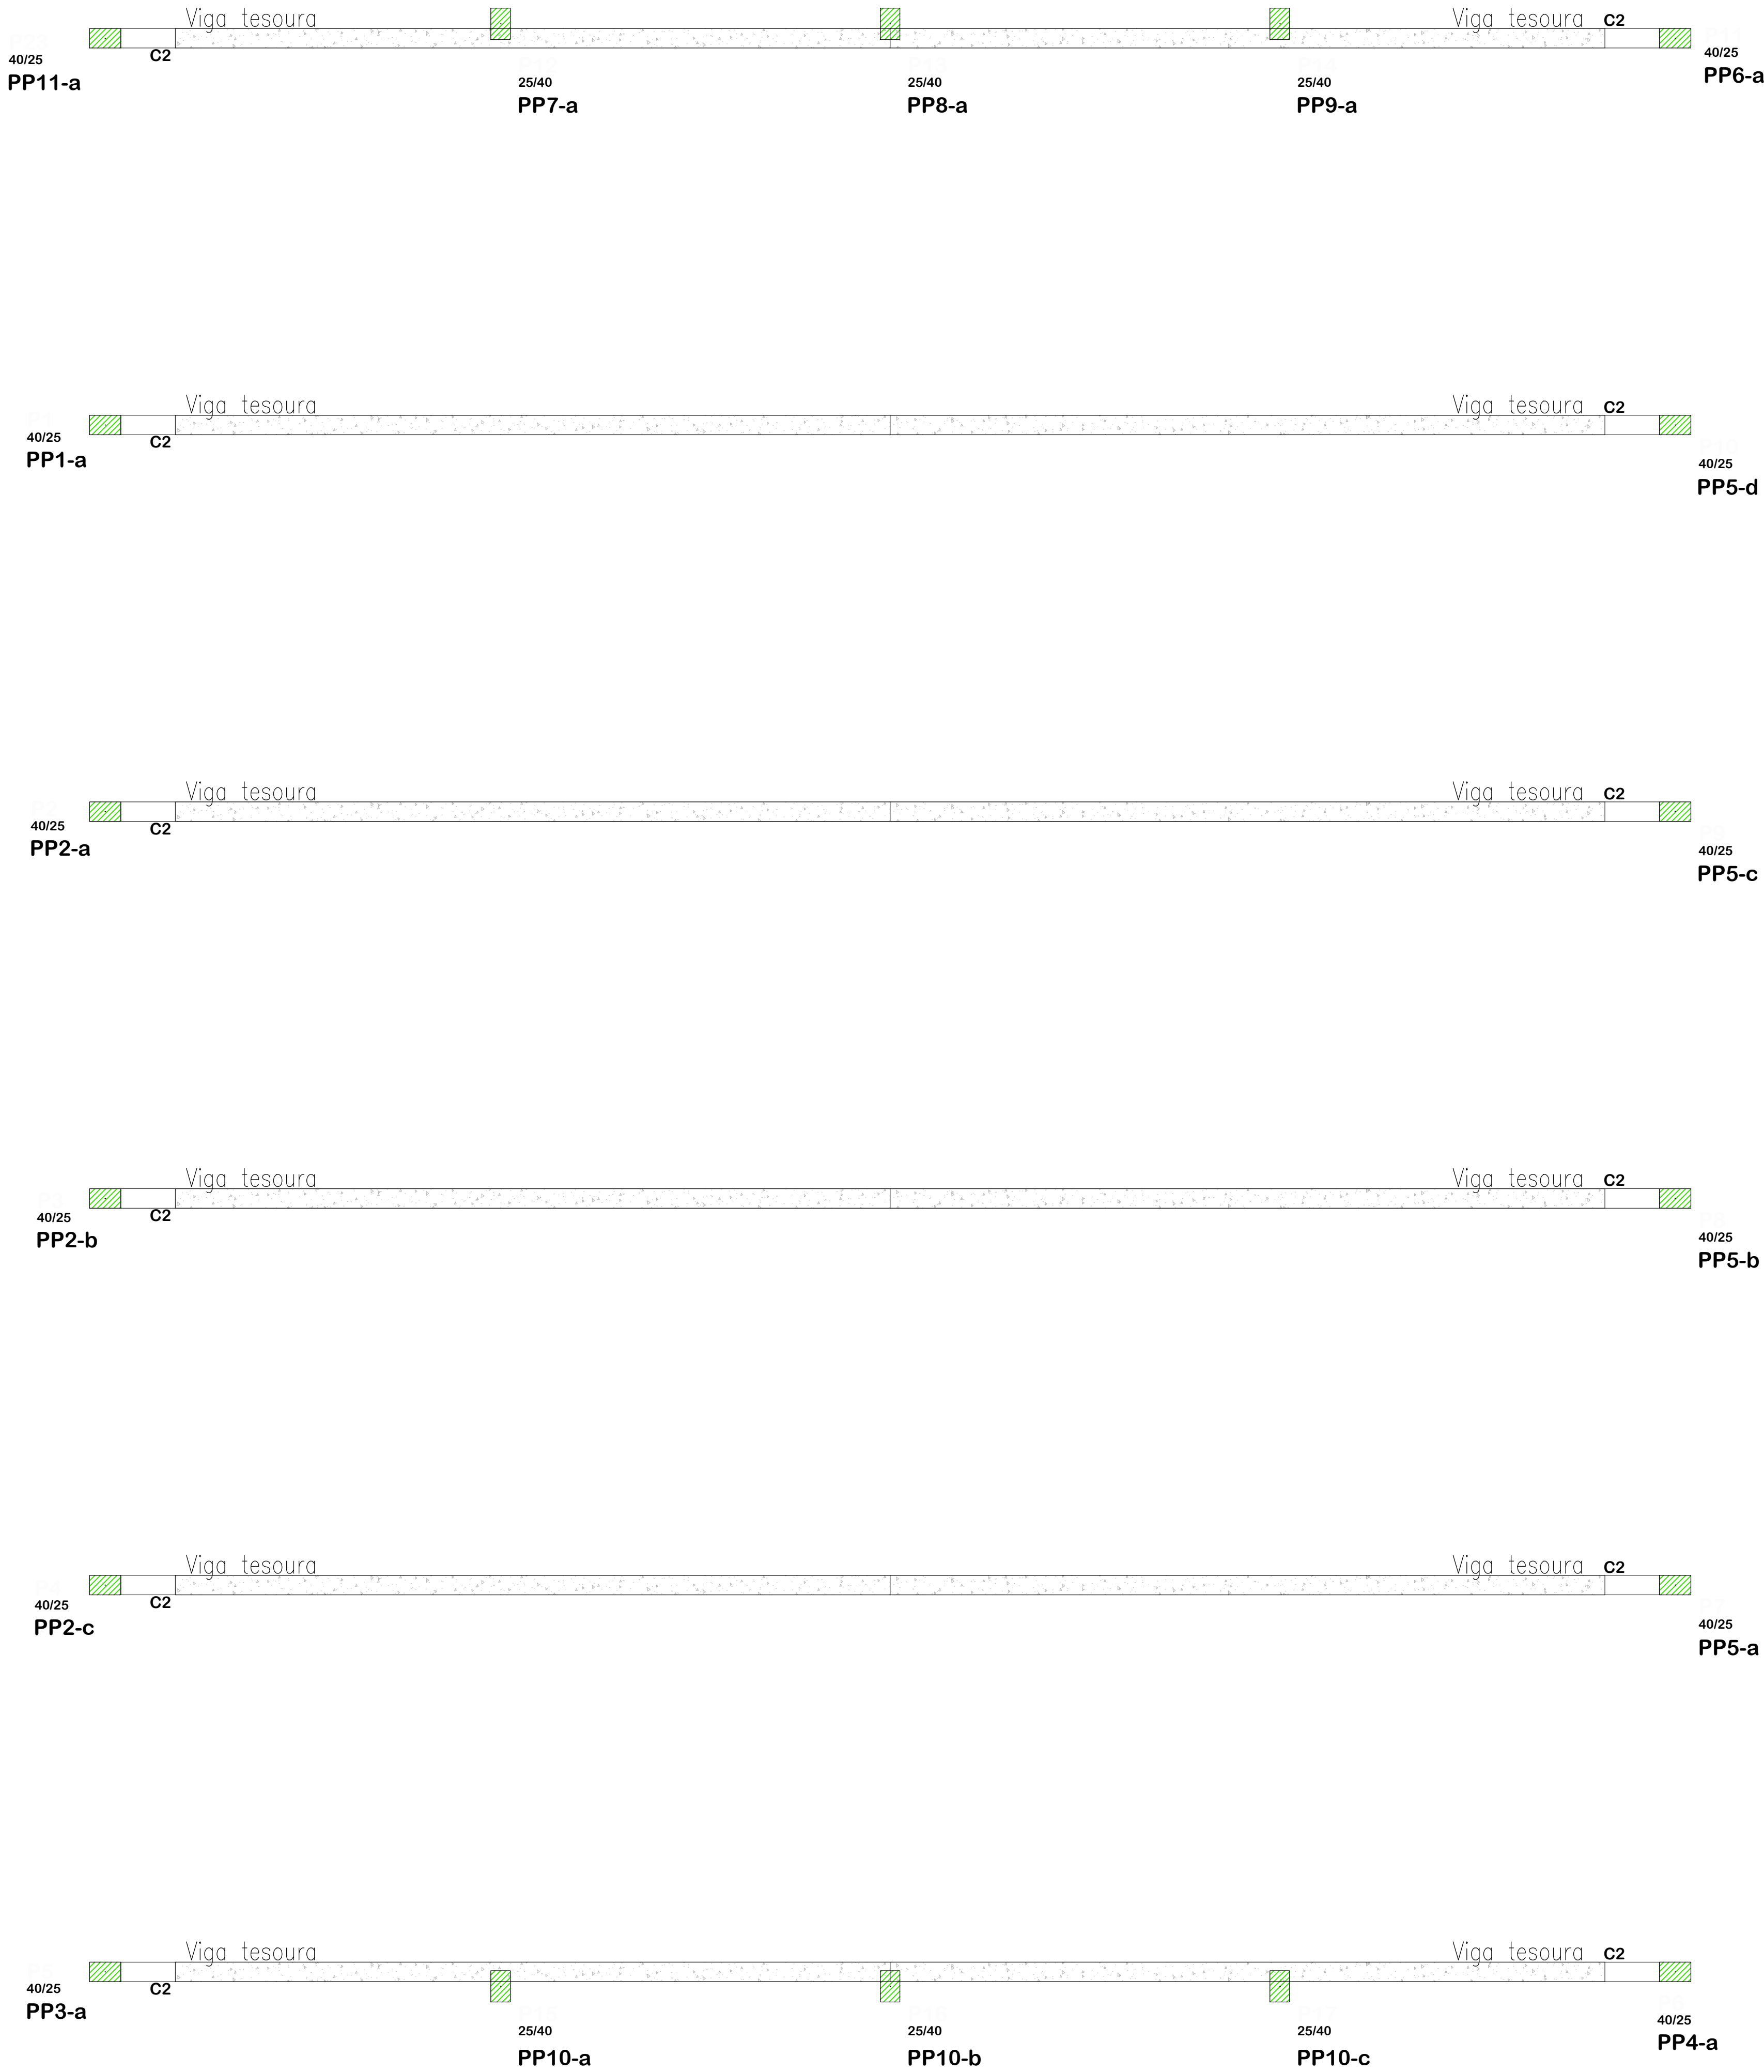 Viga tesoura
Viga tesoura C2
C2
40/25
PP11-a
25/40
PP7-a
25/40
PP8-a
25/40
PP9-a
40/25
PP6-a
Viga tesoura
Viga tesoura C2
C2
40/25
PP1-a
40/25
PP5-d
Viga tesoura
Viga tesoura C2
C2
40/25
PP2-a
40/25
PP5-c
Viga tesoura
Viga tesoura C2
C2
40/25
PP2-b
40/25
PP5-b
Viga tesoura
Viga tesoura C2
C2
40/25
PP2-c
40/25
PP5-a
Viga tesoura
Viga tesoura C2
C2
40/25
PP3-a
25/40
PP10-a
25/40
PP10-b
25/40
PP10-c
40/25
PP4-a